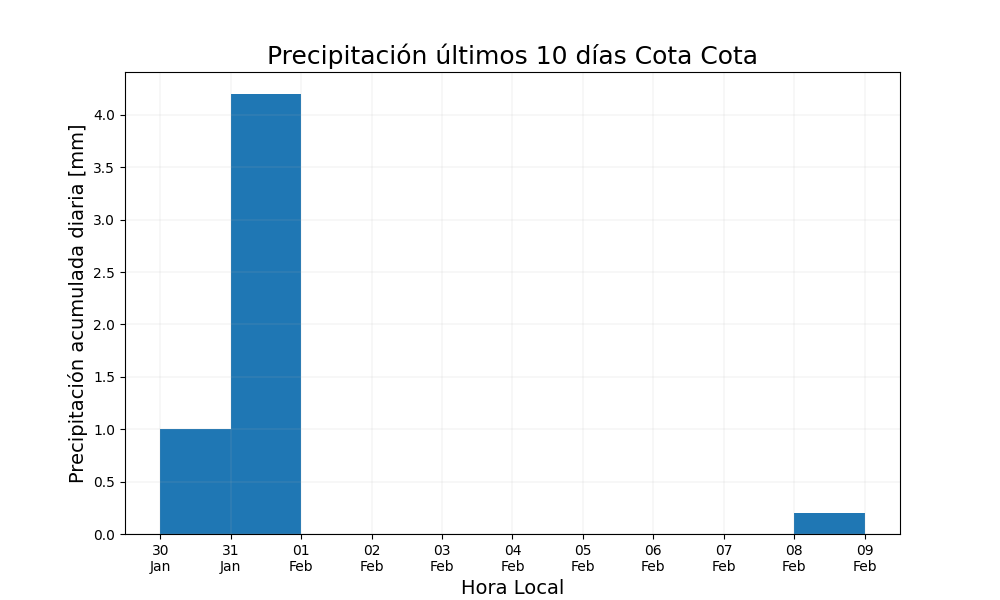 Precipitación últimos 10 días Cota Cota
Precipitación acumulada diaria [mm]
4.0
3.5
3.0
2.5
2.0
1.5
1.0
0.5
0.0
30 31 01 02 03 04 05 06 07 08 09
Jan Jan Feb Feb Feb Feb Feb Feb Feb Feb Feb
Hora Local